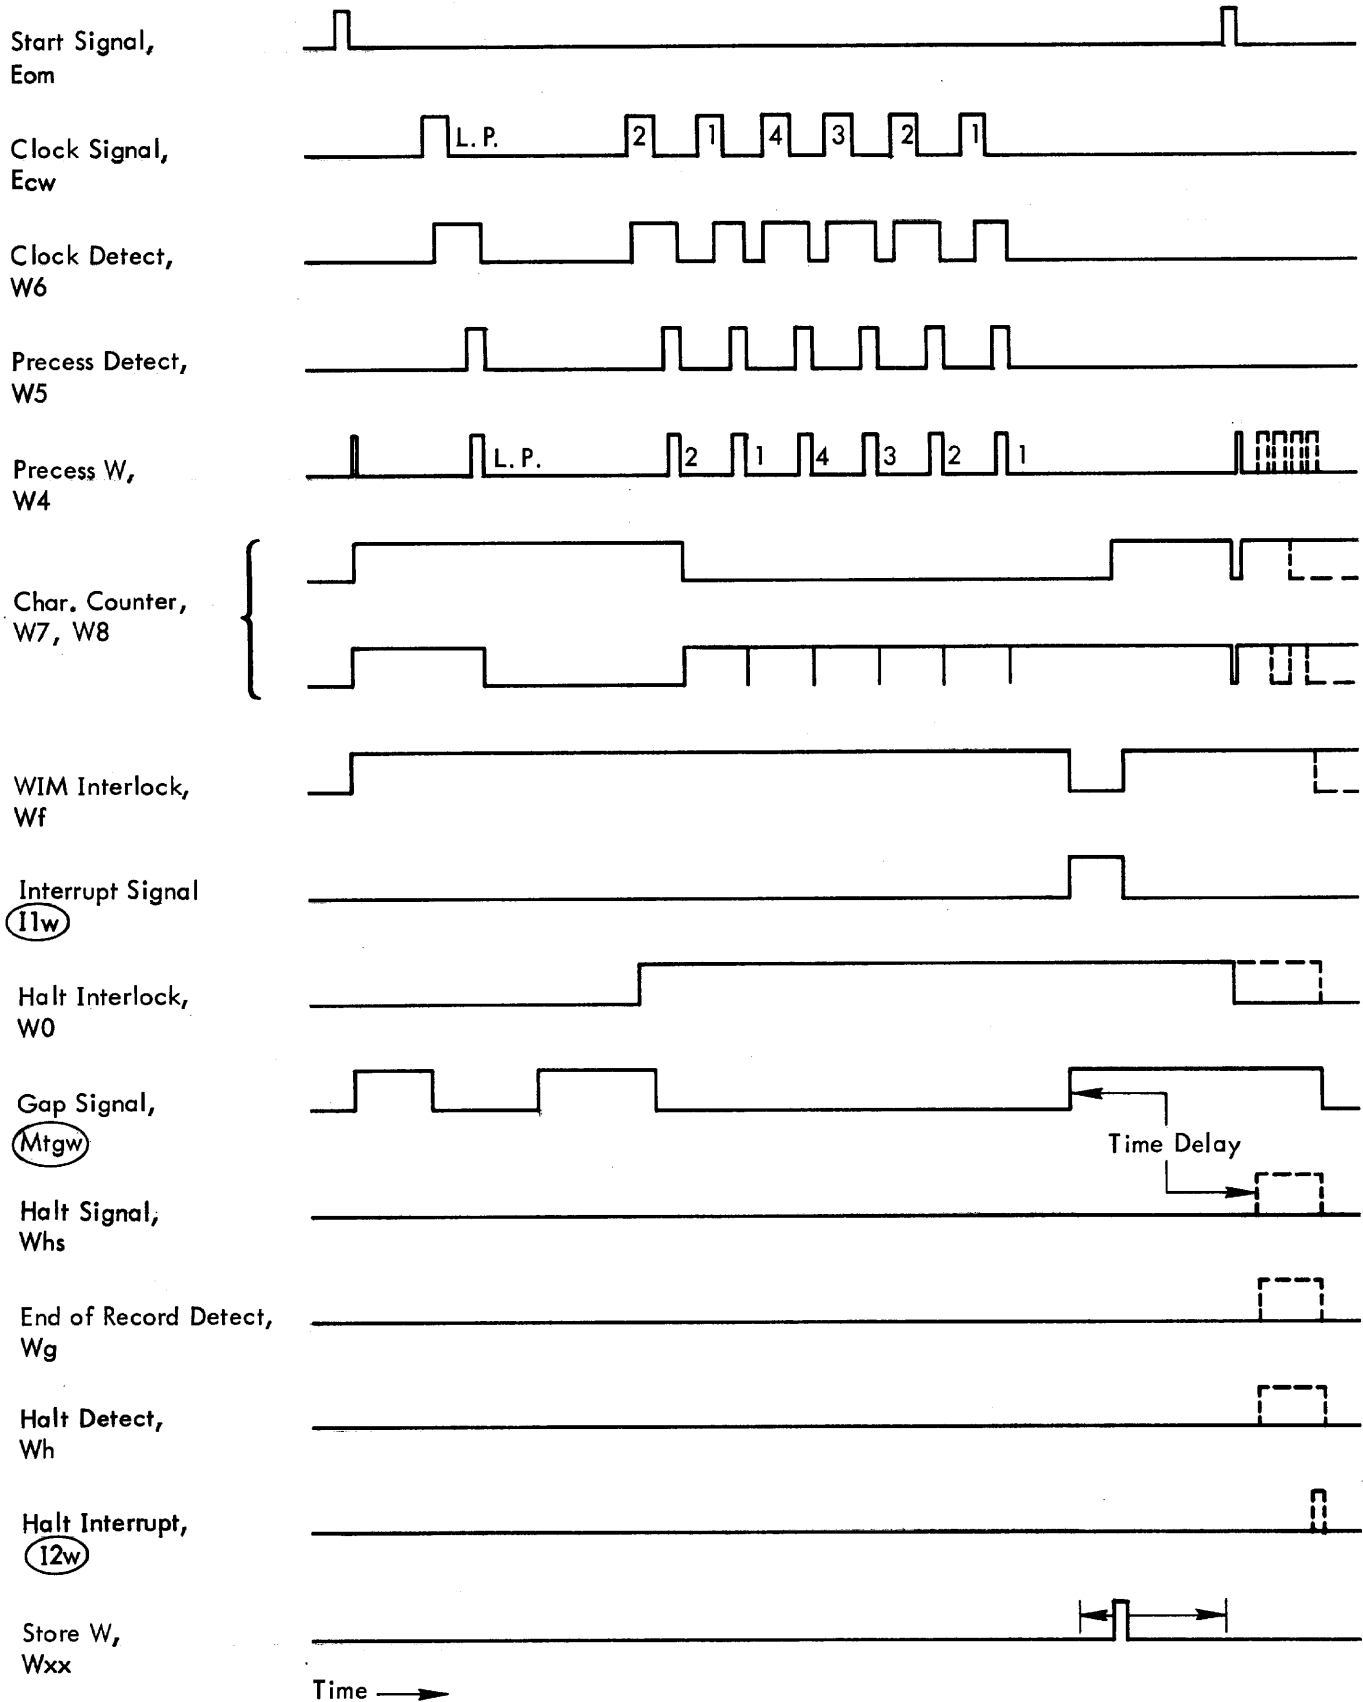 Start Signal,
Eom
Clock Signal,
Ecw
L. P.
2 1 4 3 2 1
Clock Detect,
W6
Precess Detect,
W5
Precess W,
W4
L. P.
2 1 4 3 2 1
Char. Counter,
W7, W8
WIM Interlock,
Wf
Interrupt Signal
I1w
Halt Interlock,
W0
Gap Signal,
Mtgw
Time Delay
Halt Signal,
Whs
End of Record Detect,
Wg
Halt Detect,
Wh
Halt Interrupt,
I2w
Store W,
Wxx
Time